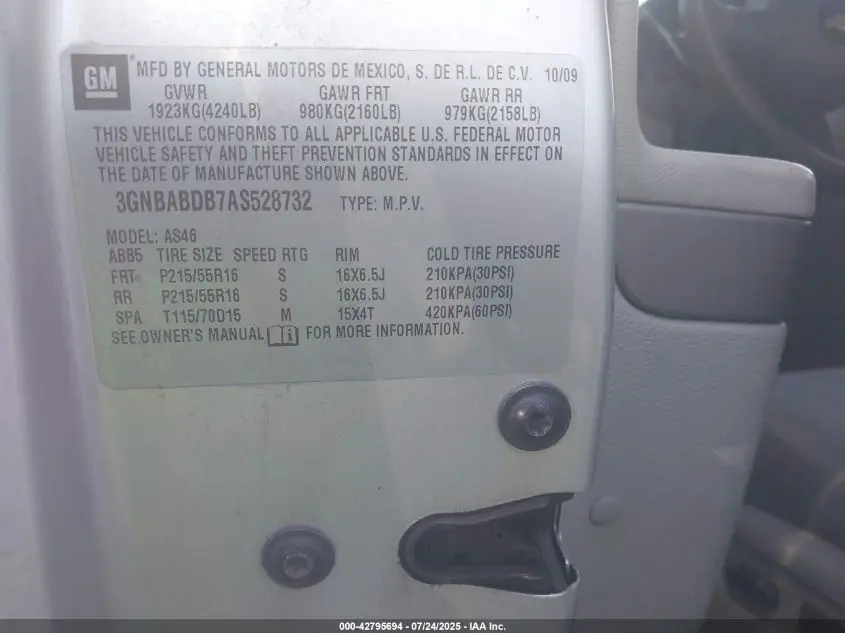 GM
MFD BY GENERAL MOTORS DE MEXICO, S. DE R.L. DE C.V. 10/09
GVWR GAWR FRT GAWR RR
1923KG(4240LB) 980KG(2160LB) 979KG(2158LB)
THIS VEHICLE CONFORMS TO ALL APPLICABLE U.S. FEDERAL MOTOR
VEHICLE SAFETY AND THEFT PREVENTION STANDARDS IN EFFECT ON
THE DATE OF MANUFACTURE SHOWN ABOVE.
3GNBABDB7AS528732 TYPE: M.P.V.
MODEL: AS46
ABB5 TIRE SIZE SPEED RTG RIM COLD TIRE PRESSURE
FRT P215/55R16 S 16X6.5J 210KPA(30PSI)
RR P215/55R16 S 16X6.5J 210KPA(30PSI)
SPA T115/70D15 M 15X4T 420KPA(60PSI)
SEE OWNER'S MANUAL FOR MORE INFORMATION.
000-42795694 - 07/24/2025 - IAA Inc.